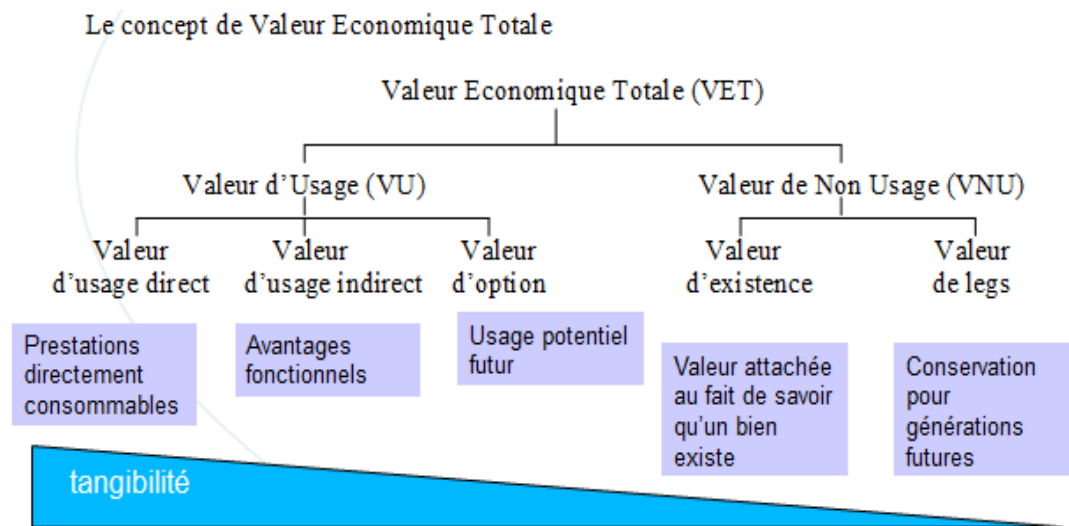 Le concept de Valeur Economique Totale
Valeur Economique Totale (VET)
Valeur d'Usage (VU)
Valeur de Non Usage (VNU)
Valeur
d'usage direct
Valeur
d'usage indirect
Valeur
d'option
Valeur
d'existence
Valeur
de legs
Prestations
directement
consommables
Avantages
fonctionnels
Usage potentiel
futur
Valeur attachée
au fait de savoir
qu'un bien
existe
Conservation
pour
générations
futures
tangibilité